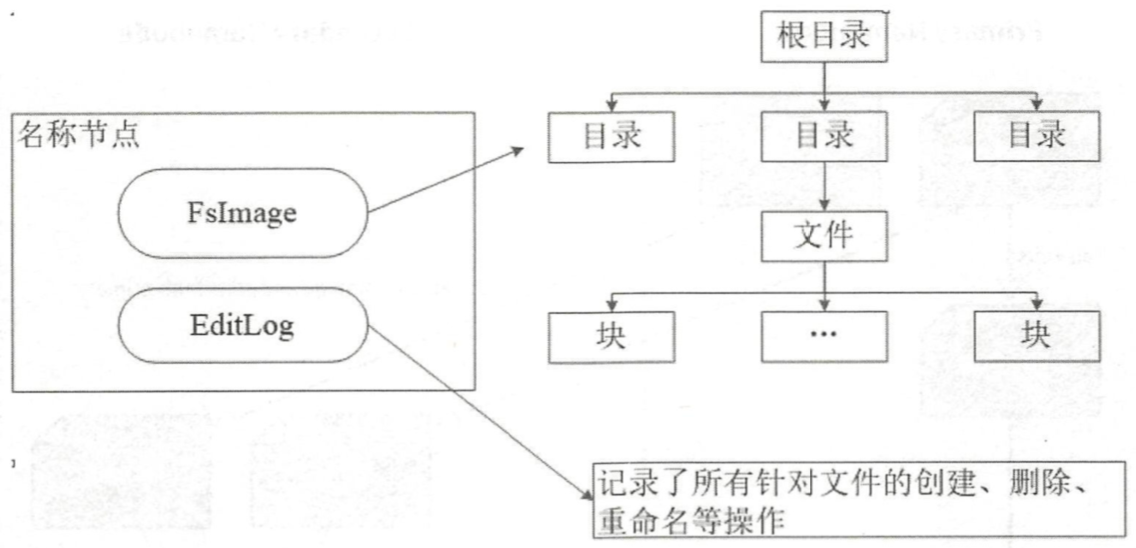 根目录
名称节点
目录
目录
目录
FsImage
文件
EditLog
块
...
块
记录了所有针对文件的创建、删除、
重命名等操作